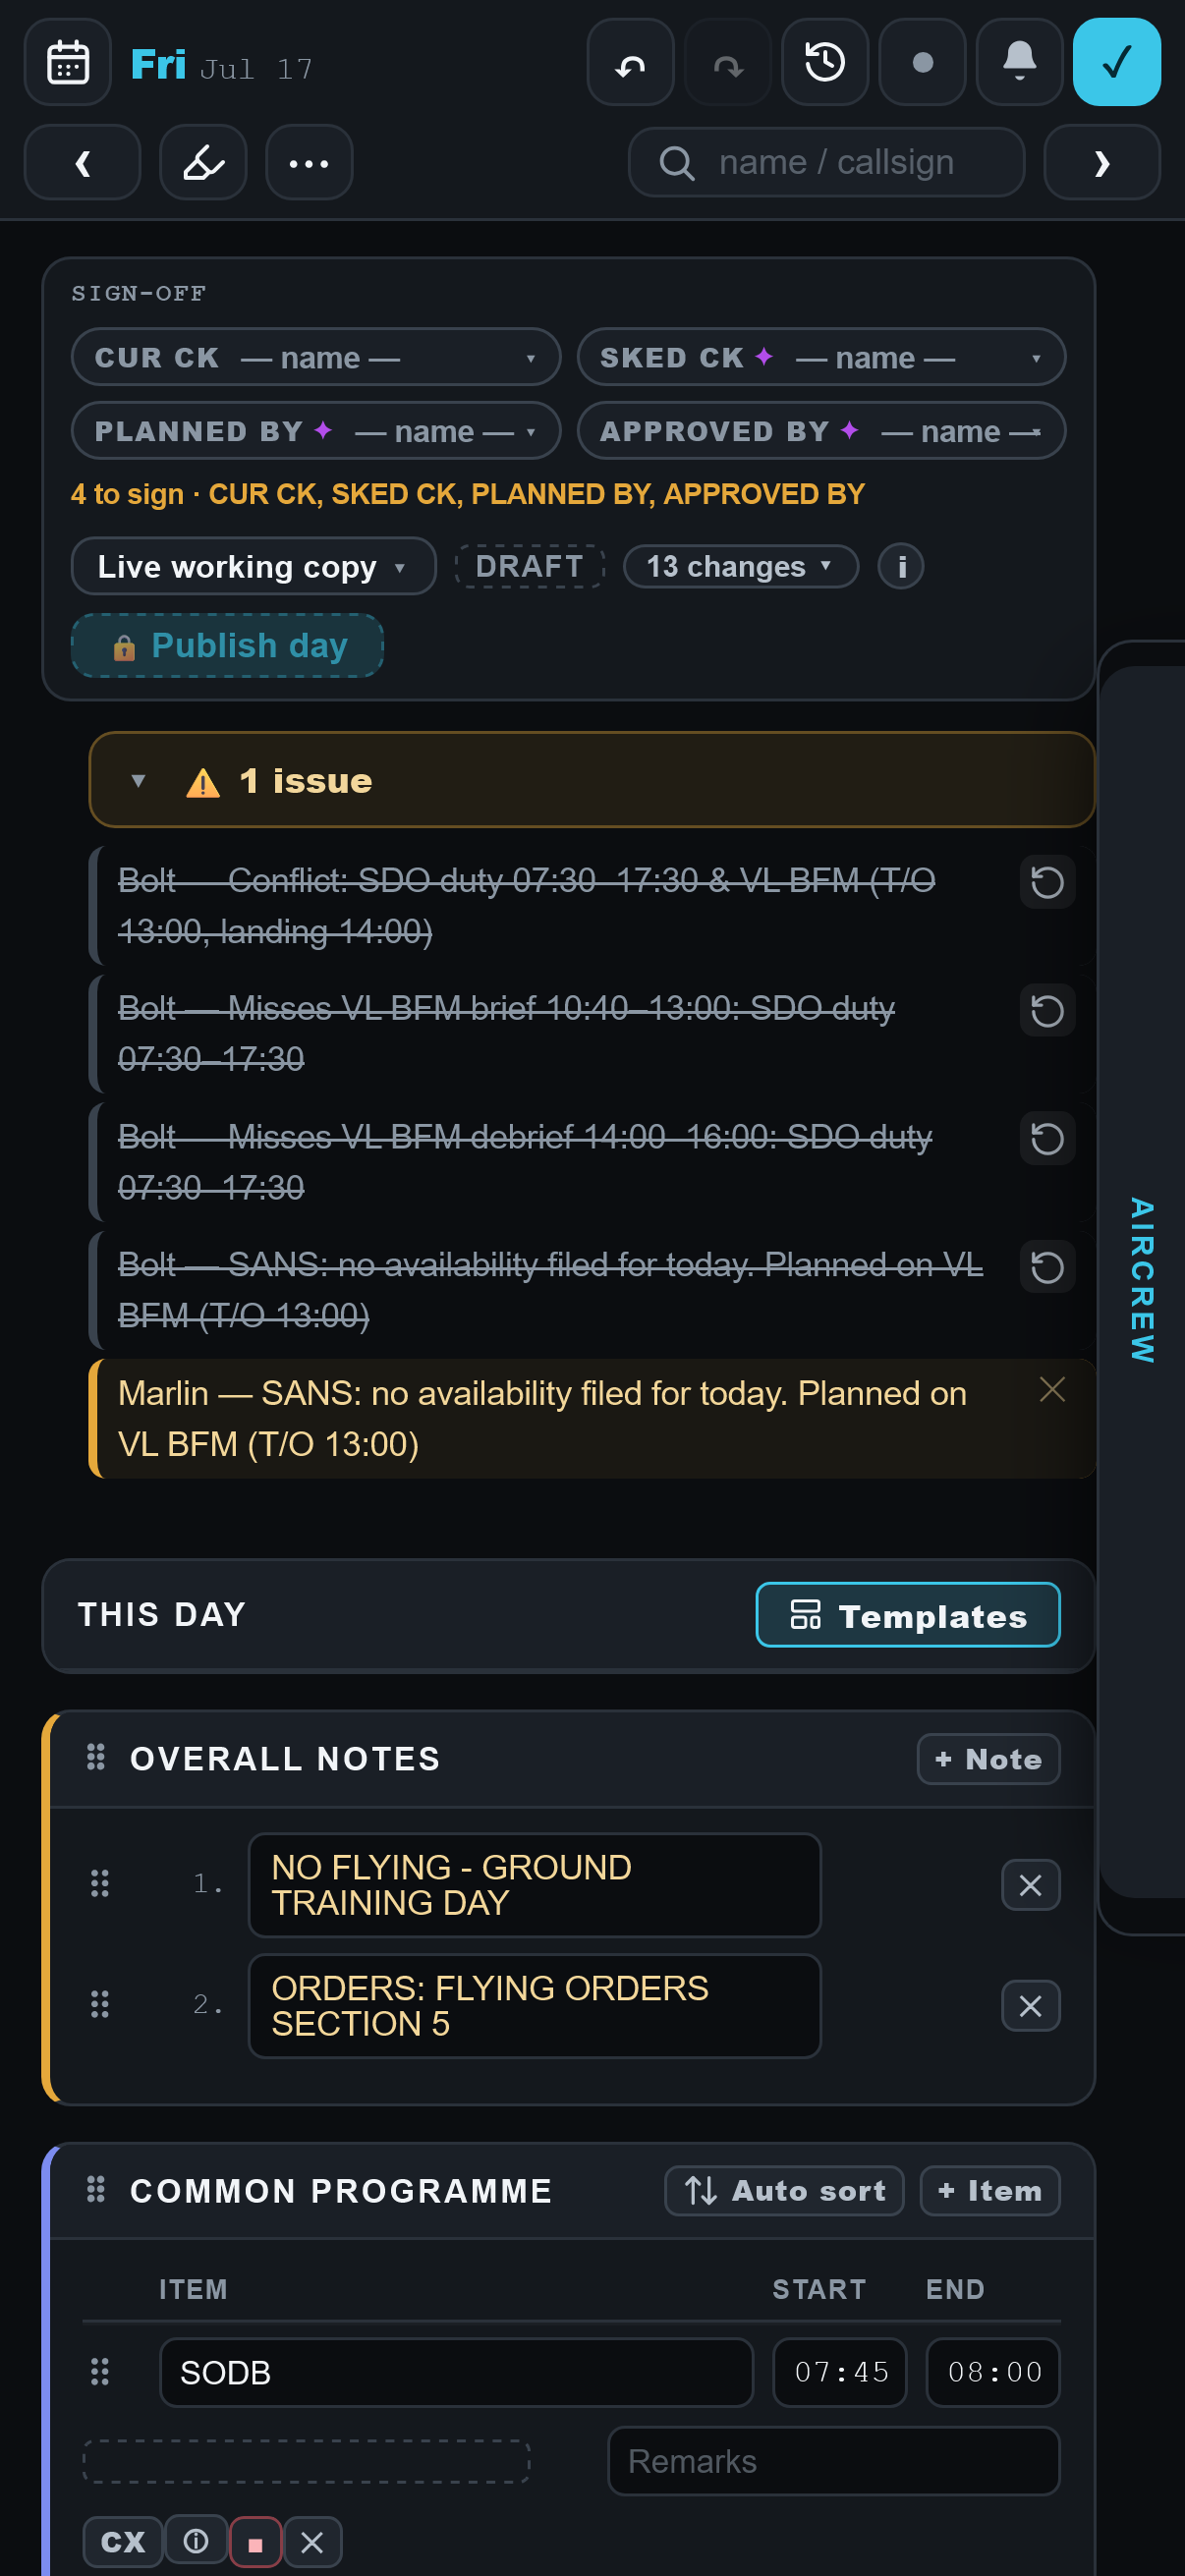 Fri Jul 17
name / callsign
SIGN-OFF
CUR CK — name —
SKED CK — name —
PLANNED BY — name —
APPROVED BY — name —
4 to sign · CUR CK, SKED CK, PLANNED BY, APPROVED BY
Live working copy
DRAFT
13 changes
i
Publish day
1 issue
Bolt — Conflict: SDO duty 07:30–17:30 & VL BFM (T/O
13:00, landing 14:00)
Bolt — Misses VL BFM brief 10:40–13:00: SDO duty
07:30–17:30
Bolt — Misses VL BFM debrief 14:00–16:00: SDO duty
07:30–17:30
Bolt — SANS: no availability filed for today. Planned on VL
BFM (T/O 13:00)
Marlin — SANS: no availability filed for today. Planned on
VL BFM (T/O 13:00)
AIRCREW
THIS DAY
Templates
OVERALL NOTES
+ Note
1. NO FLYING - GROUND
TRAINING DAY
2. ORDERS: FLYING ORDERS
SECTION 5
COMMON PROGRAMME
Auto sort
+ Item
ITEM START END
SODB 07:45 08:00
Remarks
CX